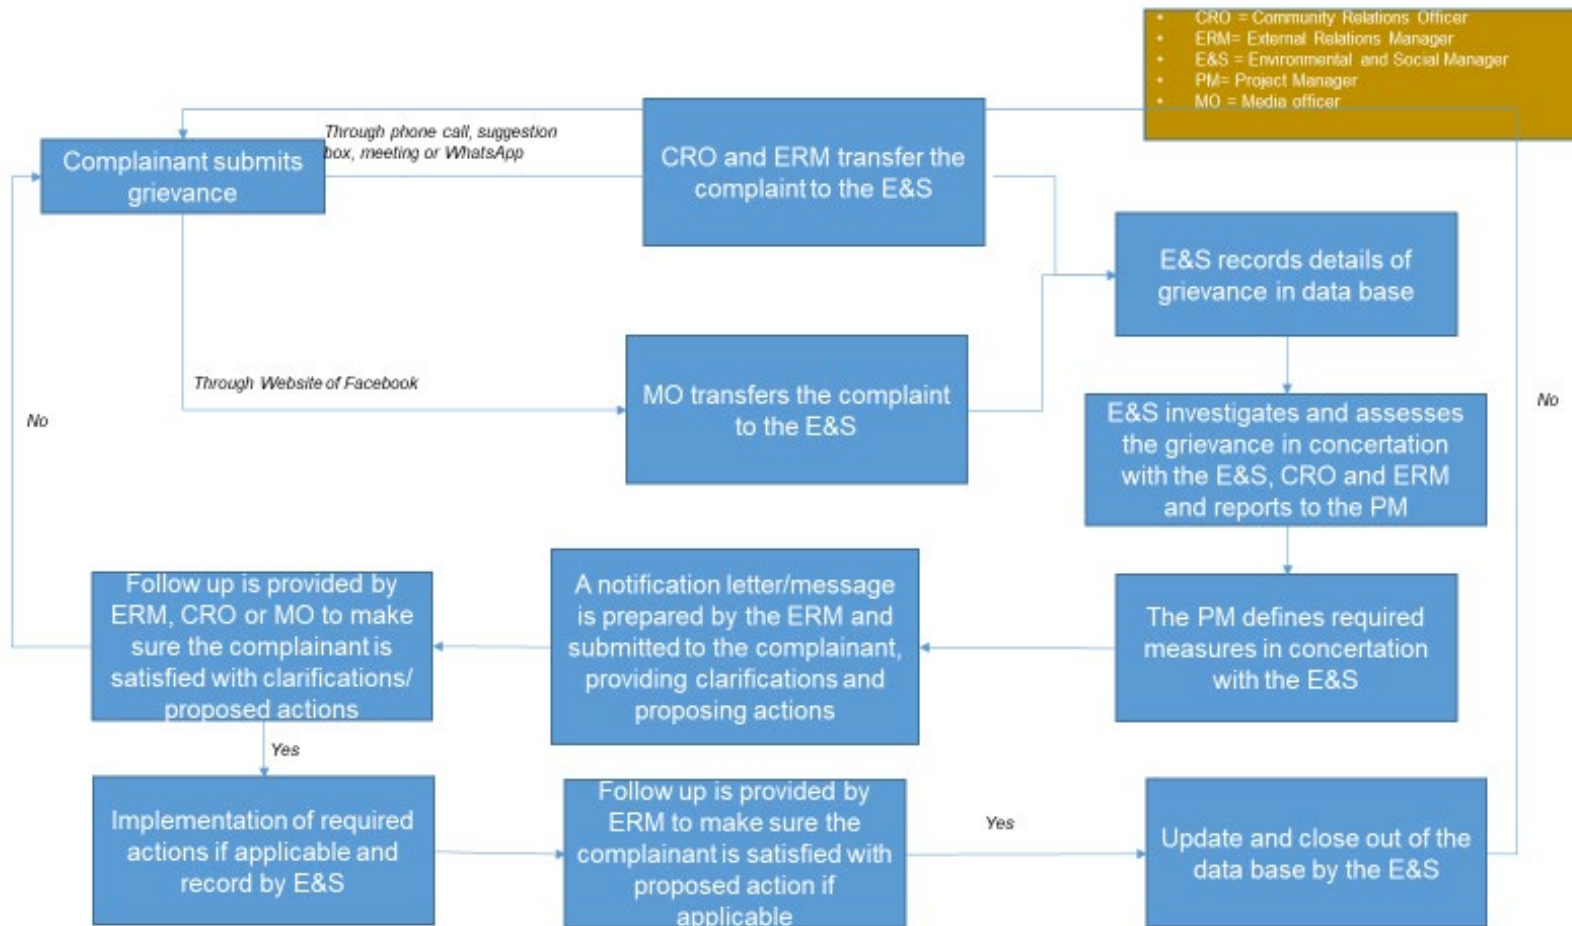 • CRO = Community Relations Officer
• ERM= External Relations Manager
• E&S = Environmental and Social Manager
• PM= Project Manager
• MO = Media officer
Complainant submits
grievance
Through phone call, suggestion
box, meeting or WhatsApp
CRO and ERM transfer the
complaint to the E&S
E&S records details of
grievance in data base
Through Website of Facebook
MO transfers the complaint
to the E&S
No
No
E&S investigates and assesses
the grievance in concertation
with the E&S, CRO and ERM
and reports to the PM
Follow up is provided by
ERM, CRO or MO to make
sure the complainant is
satisfied with clarifications/
proposed actions
A notification letter/message
is prepared by the ERM and
submitted to the complainant,
providing clarifications and
proposing actions
The PM defines required
measures in concertation
with the E&S
Yes
Implementation of required
actions if applicable and
record by E&S
Follow up is provided by
ERM to make sure the
complainant is satisfied with
proposed action if
applicable
Yes
Update and close out of the
data base by the E&S